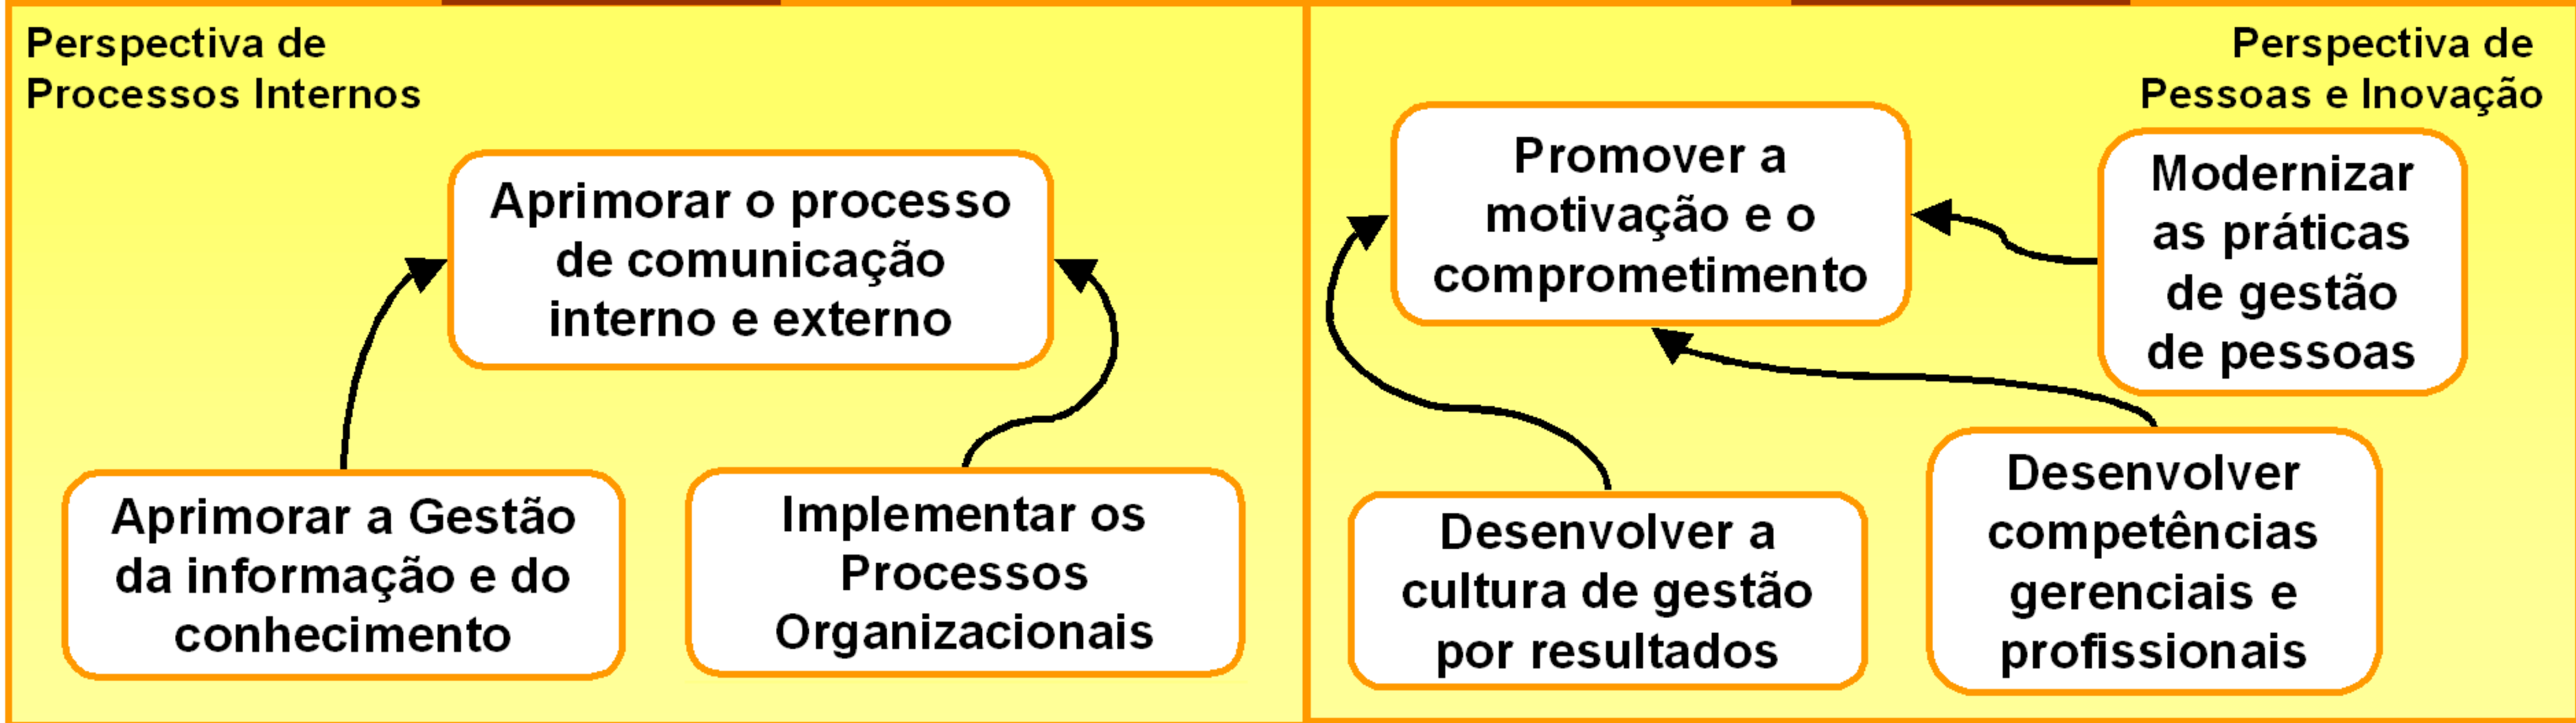 Perspectiva de
Processos Internos
Aprimorar o processo
de comunicação
interno e externo
Aprimorar a Gestão
da informação e do
conhecimento
Implementar os
Processos
Organizacionais
Perspectiva de
Pessoas e Inovação
Promover a
motivação e o
comprometimento
Modernizar
as práticas
de gestão
de pessoas
Desenvolver a
cultura de gestão
por resultados
Desenvolver
competências
gerenciais e
profissionais